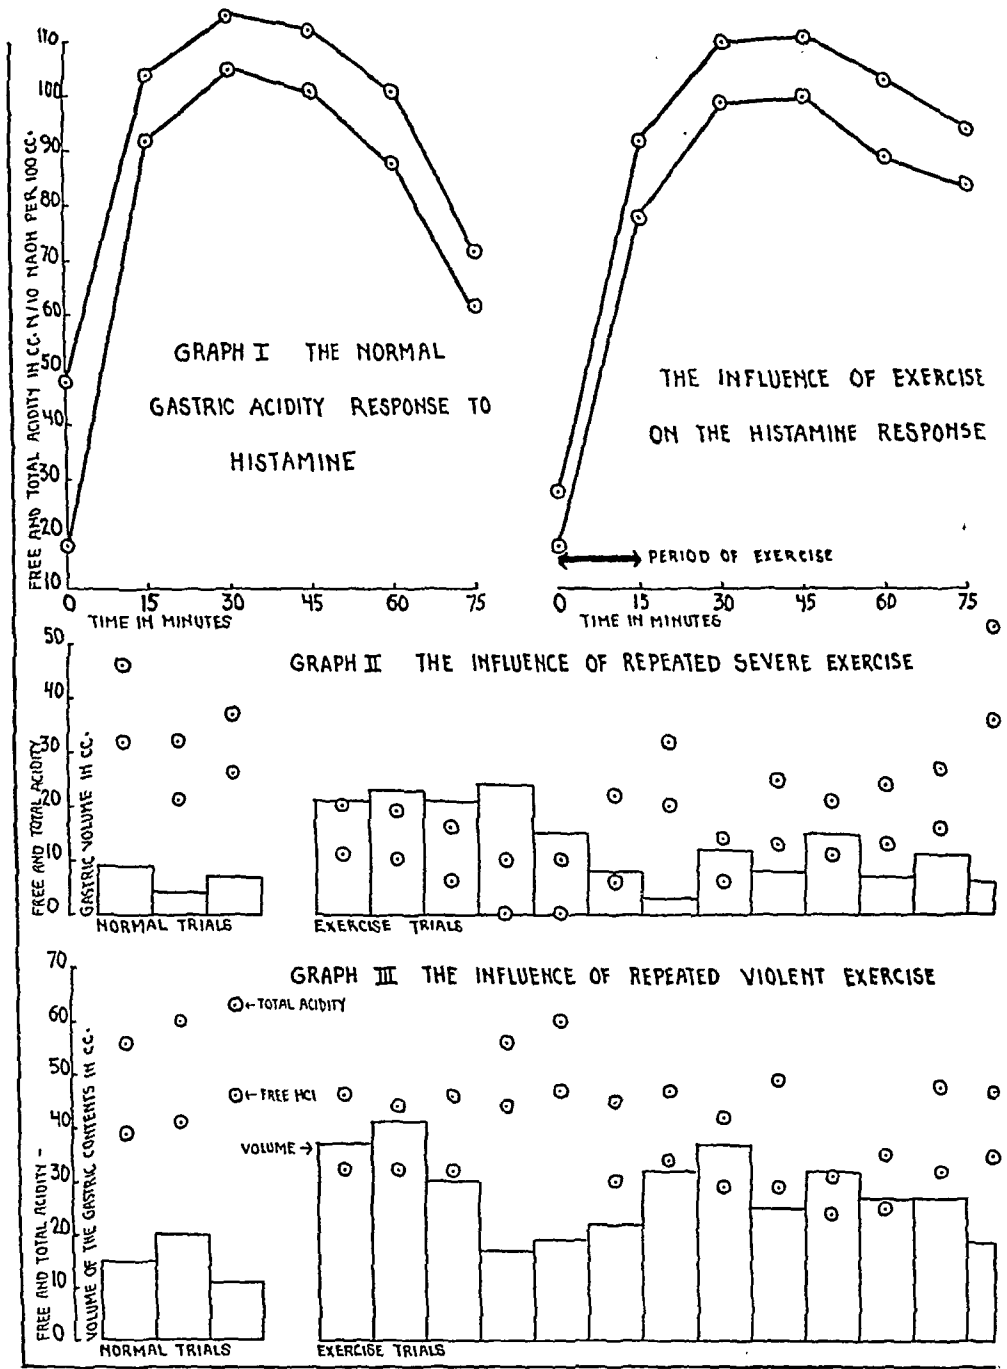 FREE AND TOTAL ACIDITY IN CC. N/10 NAOH PER 100 CC.
110
100
90
80
70
60
50
40
30
20
10
GRAPH I THE NORMAL
GASTRIC ACIDITY RESPONSE TO
HISTAMINE
0 15 30 45 60 75
TIME IN MINUTES
THE INFLUENCE OF EXERCISE
ON THE HISTAMINE RESPONSE
PERIOD OF EXERCISE
0 15 30 45 60 75
TIME IN MINUTES
GRAPH II THE INFLUENCE OF REPEATED SEVERE EXERCISE
FREE AND TOTAL ACIDITY
GASTRIC VOLUME IN CC.
50
40
30
20
10
0
NORMAL TRIALS
EXERCISE TRIALS
GRAPH III THE INFLUENCE OF REPEATED VIOLENT EXERCISE
FREE AND TOTAL ACIDITY –
VOLUME OF THE GASTRIC CONTENTS IN CC.
70
60
50
40
30
20
10
0
←TOTAL ACIDITY
←FREE HCl
VOLUME→
NORMAL TRIALS
EXERCISE TRIALS